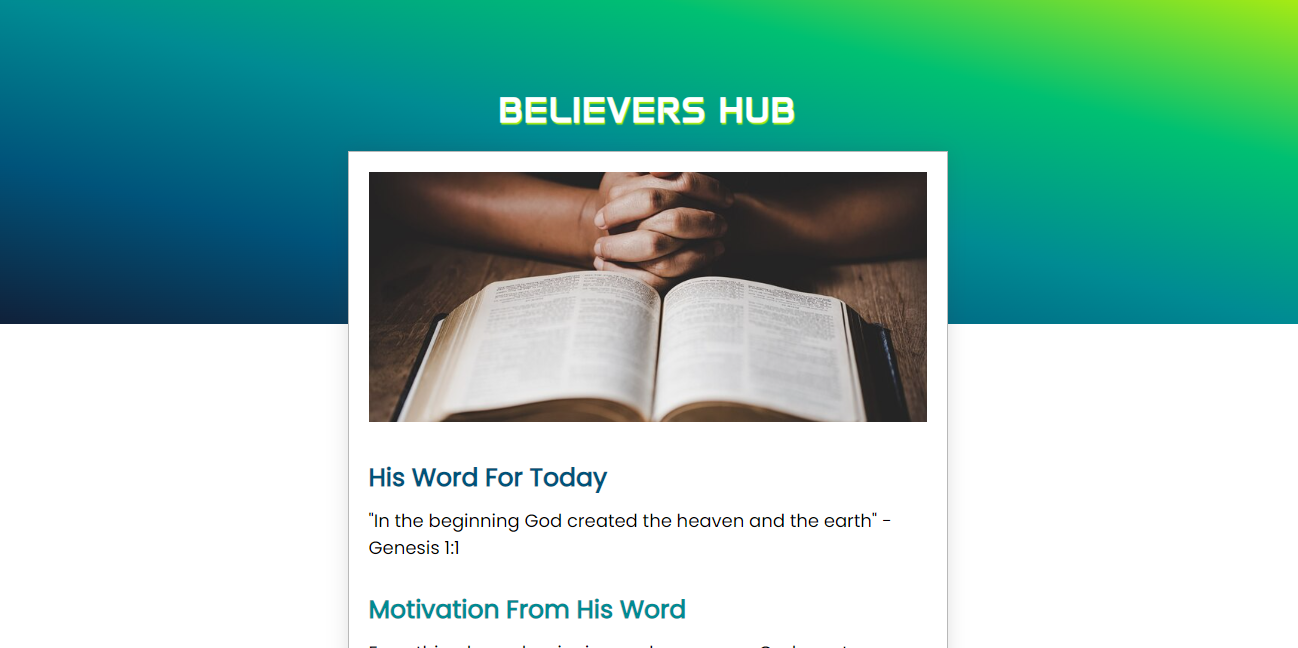 BELIEVERS HUB
His Word For Today
"In the beginning God created the heaven and the earth" -
Genesis 1:1
Motivation From His Word